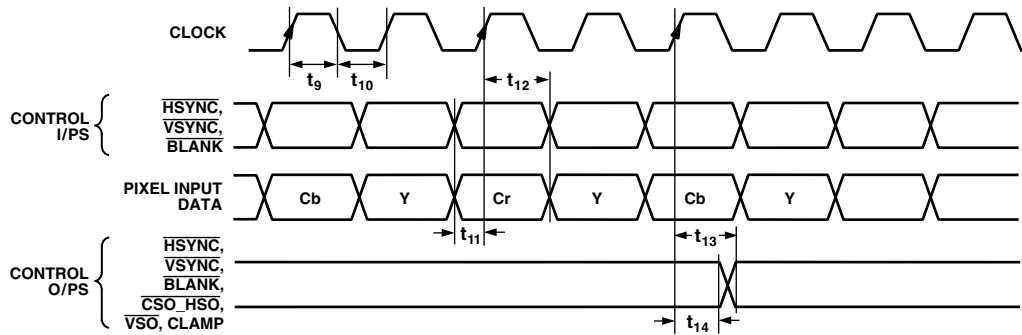 CLOCK
t9 t10 t12
CONTROL I/PS
HSYNC,
VSYNC,
BLANK
PIXEL INPUT DATA
Cb Y Cr Y Cb Y
t11 t13
CONTROL O/PS
HSYNC,
VSYNC,
BLANK,
CSO_HSO,
VSO, CLAMP
t14